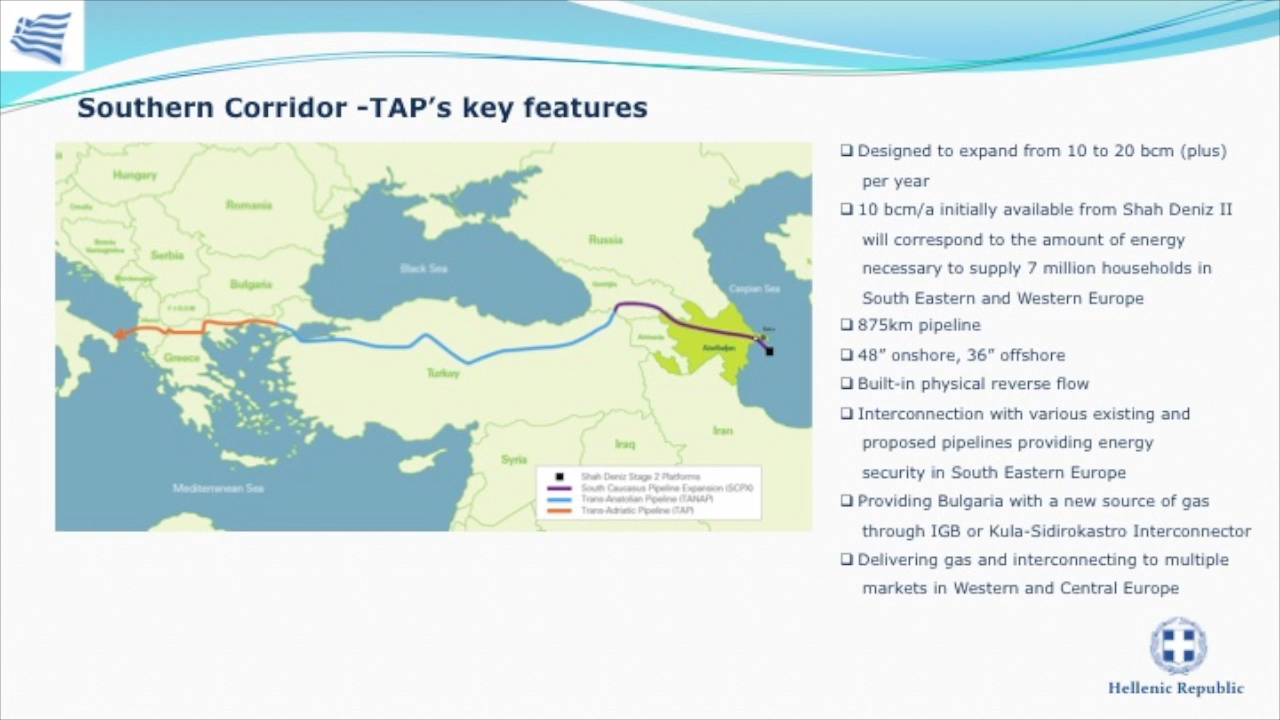 Southern Corridor -TAP’s key features
Hungary
Romania
Serbia
Bulgaria
Greece
Black Sea
Russia
Georgia
Caspian Sea
Armenia
Azerbaijan
Turkey
Iran
Iraq
Syria
Mediterranean Sea
Shah Deniz Stage 2 Platforms
South Caucasus Pipeline Expansion (SCPX)
Trans-Anatolian Pipeline (TANAP)
Trans-Adriatic Pipeline (TAP)
❑ Designed to expand from 10 to 20 bcm (plus)
per year
❑ 10 bcm/a initially available from Shah Deniz II
will correspond to the amount of energy
necessary to supply 7 million households in
South Eastern and Western Europe
❑ 875km pipeline
❑ 48” onshore, 36” offshore
❑ Built-in physical reverse flow
❑ Interconnection with various existing and
proposed pipelines providing energy
security in South Eastern Europe
❑ Providing Bulgaria with a new source of gas
through IGB or Kula-Sidirokastro Interconnector
❑ Delivering gas and interconnecting to multiple
markets in Western and Central Europe
Hellenic Republic